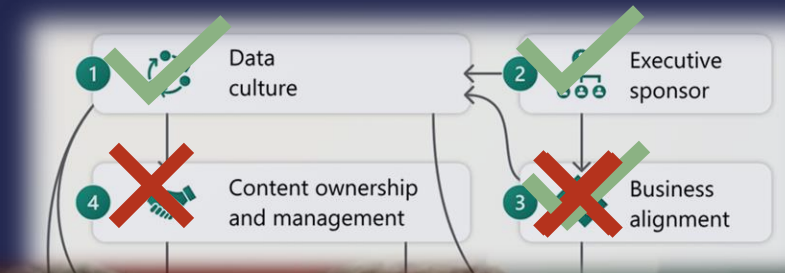 1
Data
culture
2
Executive
sponsor
4
Content ownership
and management
3
Business
alignment